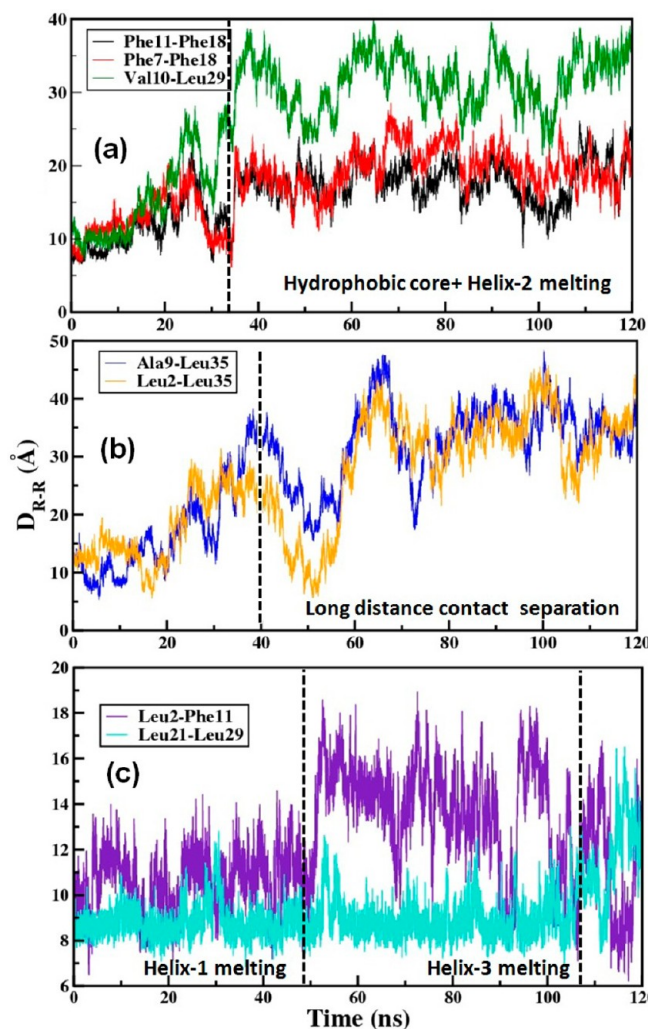 40
30
20
10
0
Phe11-Phe18
Phe7-Phe18
Val10-Leu29
(a)
Hydrophobic core+ Helix-2 melting
0 20 40 60 80 100 120
50
40
30
20
10
0
D_R-R (Å)
Ala9-Leu35
Leu2-Leu35
(b)
Long distance contact separation
0 20 40 60 80 100 120
18
16
14
12
10
8
6
Leu2-Phe11
Leu21-Leu29
(c)
Helix-1 melting Helix-3 melting
0 20 40 60 80 100 120
Time (ns)